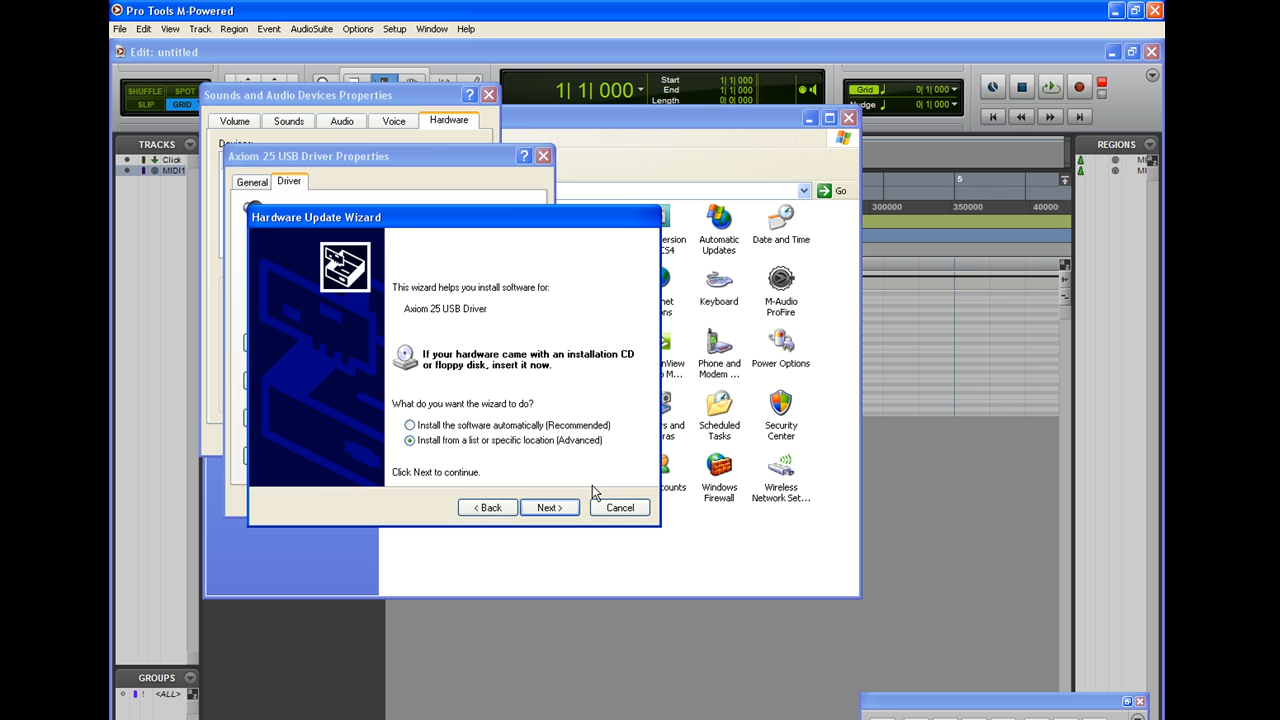 Pro Tools M-Powered
File Edit View Track Region Event AudioSuite Options Setup Window Help
Edit: untitled
SHUFFLE SPOT
SLIP GRID
1| 1| 000
Start 1| 1| 000
End 1| 1| 000
Length 0| 0| 000
Grid 0| 1| 000
Nudge 0| 1| 000
Sounds and Audio Devices Properties
Volume Sounds Audio Voice Hardware
TRACKS
Click
MIDI1
REGIONS
MI
MI
Axiom 25 USB Driver Properties
General Driver
Go
5
300000 350000 40000
Hardware Update Wizard
This wizard helps you install software for:
Axiom 25 USB Driver
If your hardware came with an installation CD
or floppy disk, insert it now.
What do you want the wizard to do?
Install the software automatically (Recommended)
Install from a list or specific location (Advanced)
Click Next to continue.
< Back Next > Cancel
Automatic
Updates
Date and Time
CS4
Keyboard
M-Audio
ProFire
Phone and
Modem ...
Power Options
Scheduled
Tasks
Security
Center
Windows
Firewall
Wireless
Network Set...
GROUPS
! <ALL>